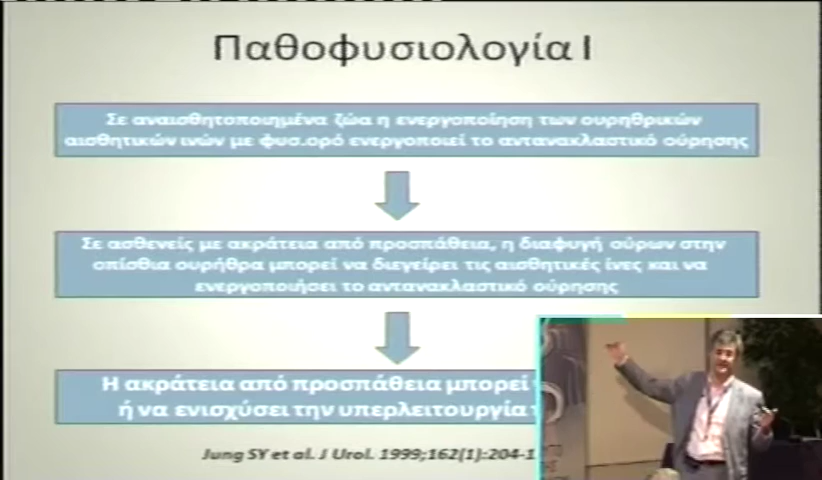 Παθοφυσιολογία Ι
Σε αναισθητοποιημένα ζώα η ενεργοποίηση των ουρηθρικών
αισθητικών ινών με φυσ.ορό ενεργοποιεί το αντανακλαστικό ούρησης
Σε ασθενείς με ακράτεια από προσπάθεια, η διαφυγή ούρων στην
οπίσθια ουρήθρα μπορεί να διεγείρει τις αισθητικές ίνες και να
ενεργοποιήσει το αντανακλαστικό ούρησης
Η ακράτεια από προσπάθεια μπορεί
ή να ενισχύσει την υπερλειτουργία
Jung SY et al. J Urol. 1999;162(1):204-1